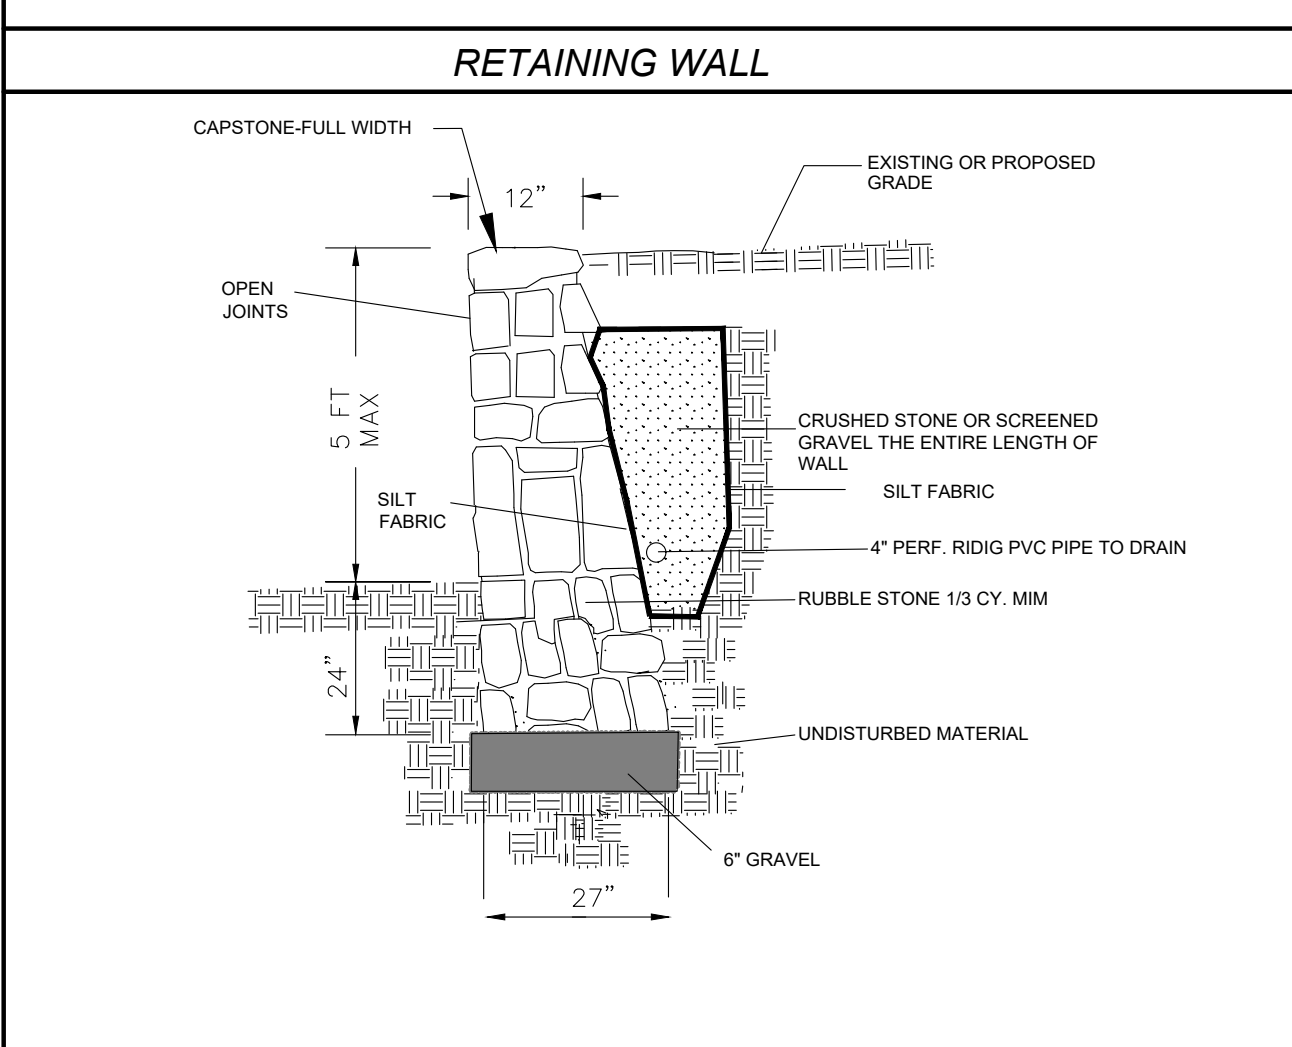 RETAINING WALL
CAPSTONE-FULL WIDTH
EXISTING OR PROPOSED
GRADE
12”
OPEN
JOINTS
5 FT
MAX
CRUSHED STONE OR SCREENED
GRAVEL THE ENTIRE LENGTH OF
WALL
SILT
FABRIC
SILT FABRIC
4" PERF. RIDIG PVC PIPE TO DRAIN
RUBBLE STONE 1/3 CY. MIM
24”
UNDISTURBED MATERIAL
6" GRAVEL
27”